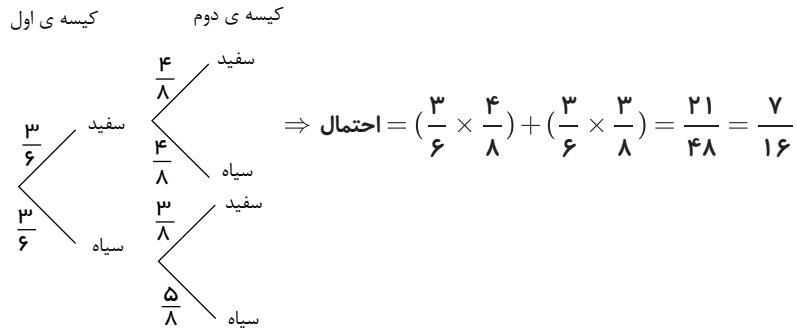 کیسه ی اول
کیسه ی دوم
۳/۶ سفید
۳/۶ سیاه
۴/۸ سفید
۴/۸ سیاه
۳/۸ سفید
۵/۸ سیاه
⇒ احتمال = (۳/۶ × ۴/۸) + (۳/۶ × ۳/۸) = ۲۱/۴۸ = ۷/۱۶